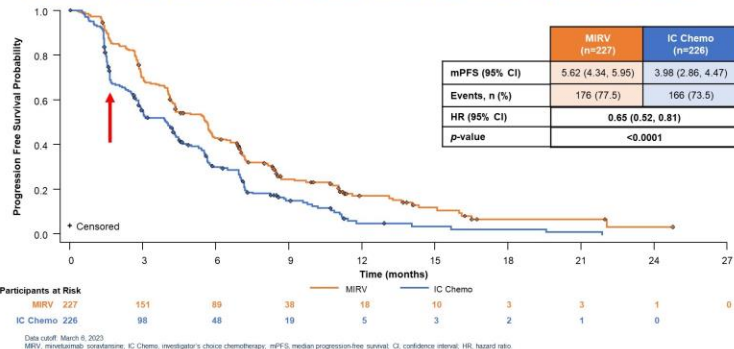 1.0
0.8
0.6
0.4
0.2
0.0
Progression Free Survival Probability
+ Censored
0 3 6 9 12 15 18 21 24 27
Time (months)
MIRV IC Chemo
MIRV (n=227) IC Chemo (n=226)
mPFS (95% CI) 5.62 (4.34, 5.95) 3.98 (2.86, 4.47)
Events, n (%) 176 (77.5) 166 (73.5)
HR (95% CI) 0.65 (0.52, 0.81)
p-value <0.0001
Participants at Risk
MIRV 227 151 89 38 18 10 3 3 1 0
IC Chemo 226 98 48 19 5 3 2 1 0
Data cutoff: March 6, 2023
MIRV, mirvetuximab soravtansine; IC Chemo, investigator's choice chemotherapy; mPFS, median progression-free survival; CI, confidence interval; HR, hazard ratio.